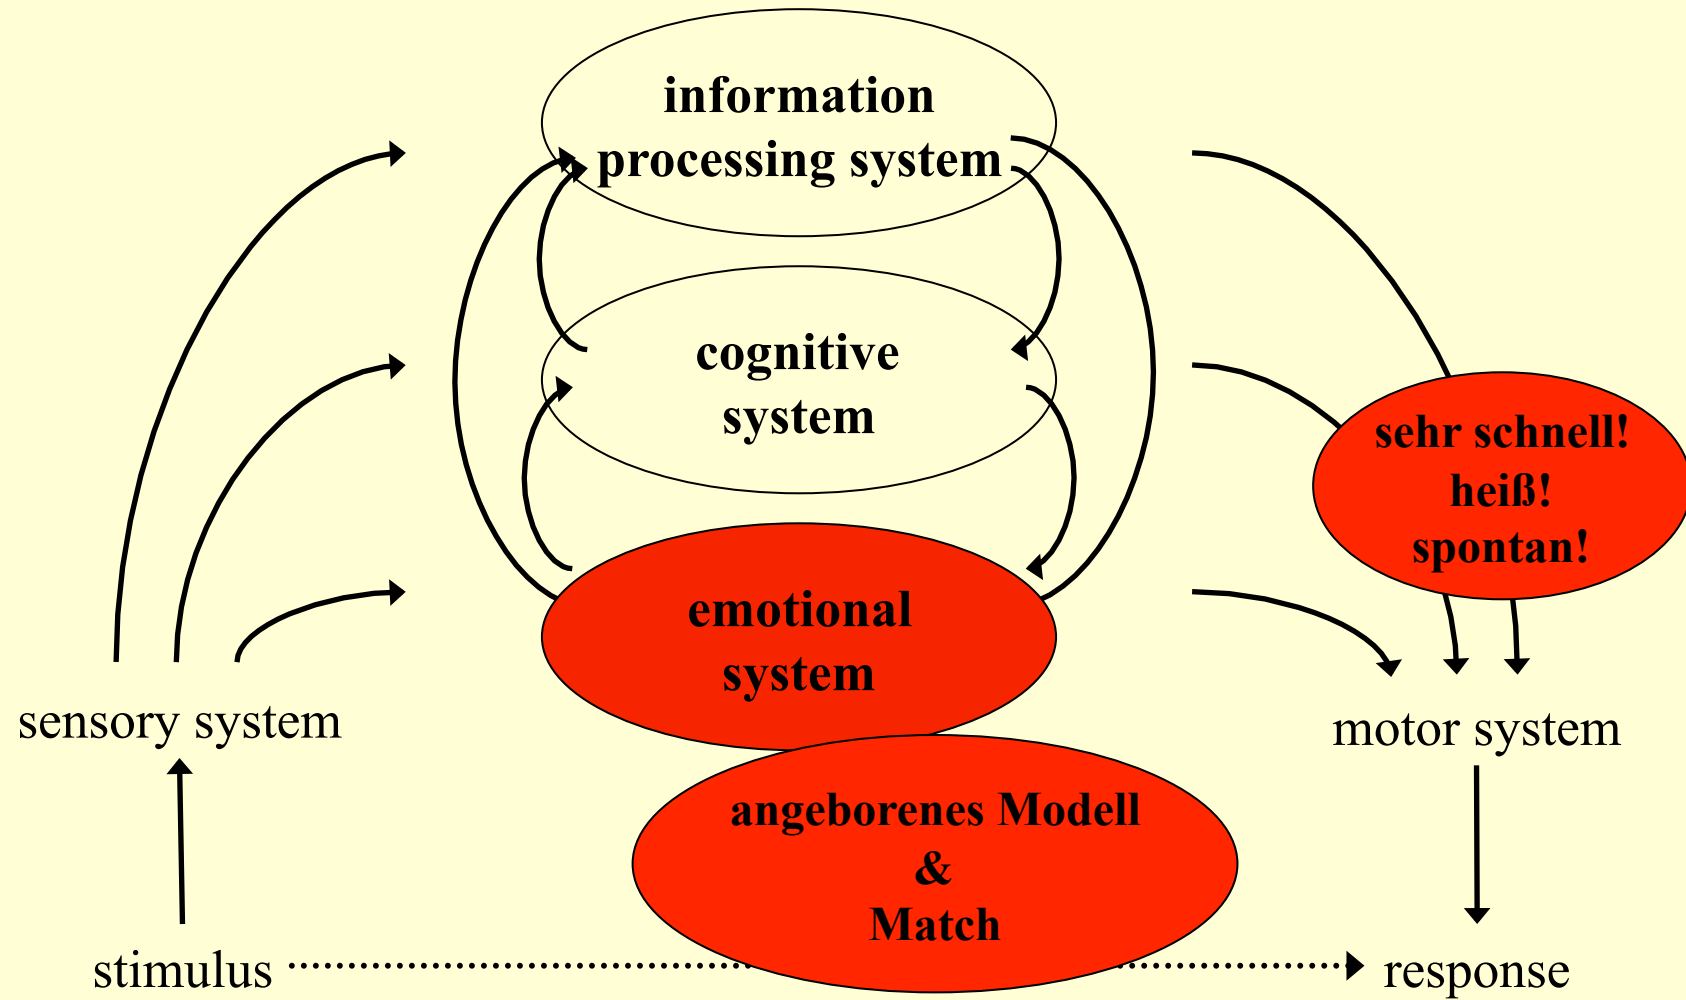 information
processing system
cognitive
system
sehr schnell!
heiß!
spontan!
emotional
system
sensory system
motor system
angeborenes Modell
&
Match
stimulus
response